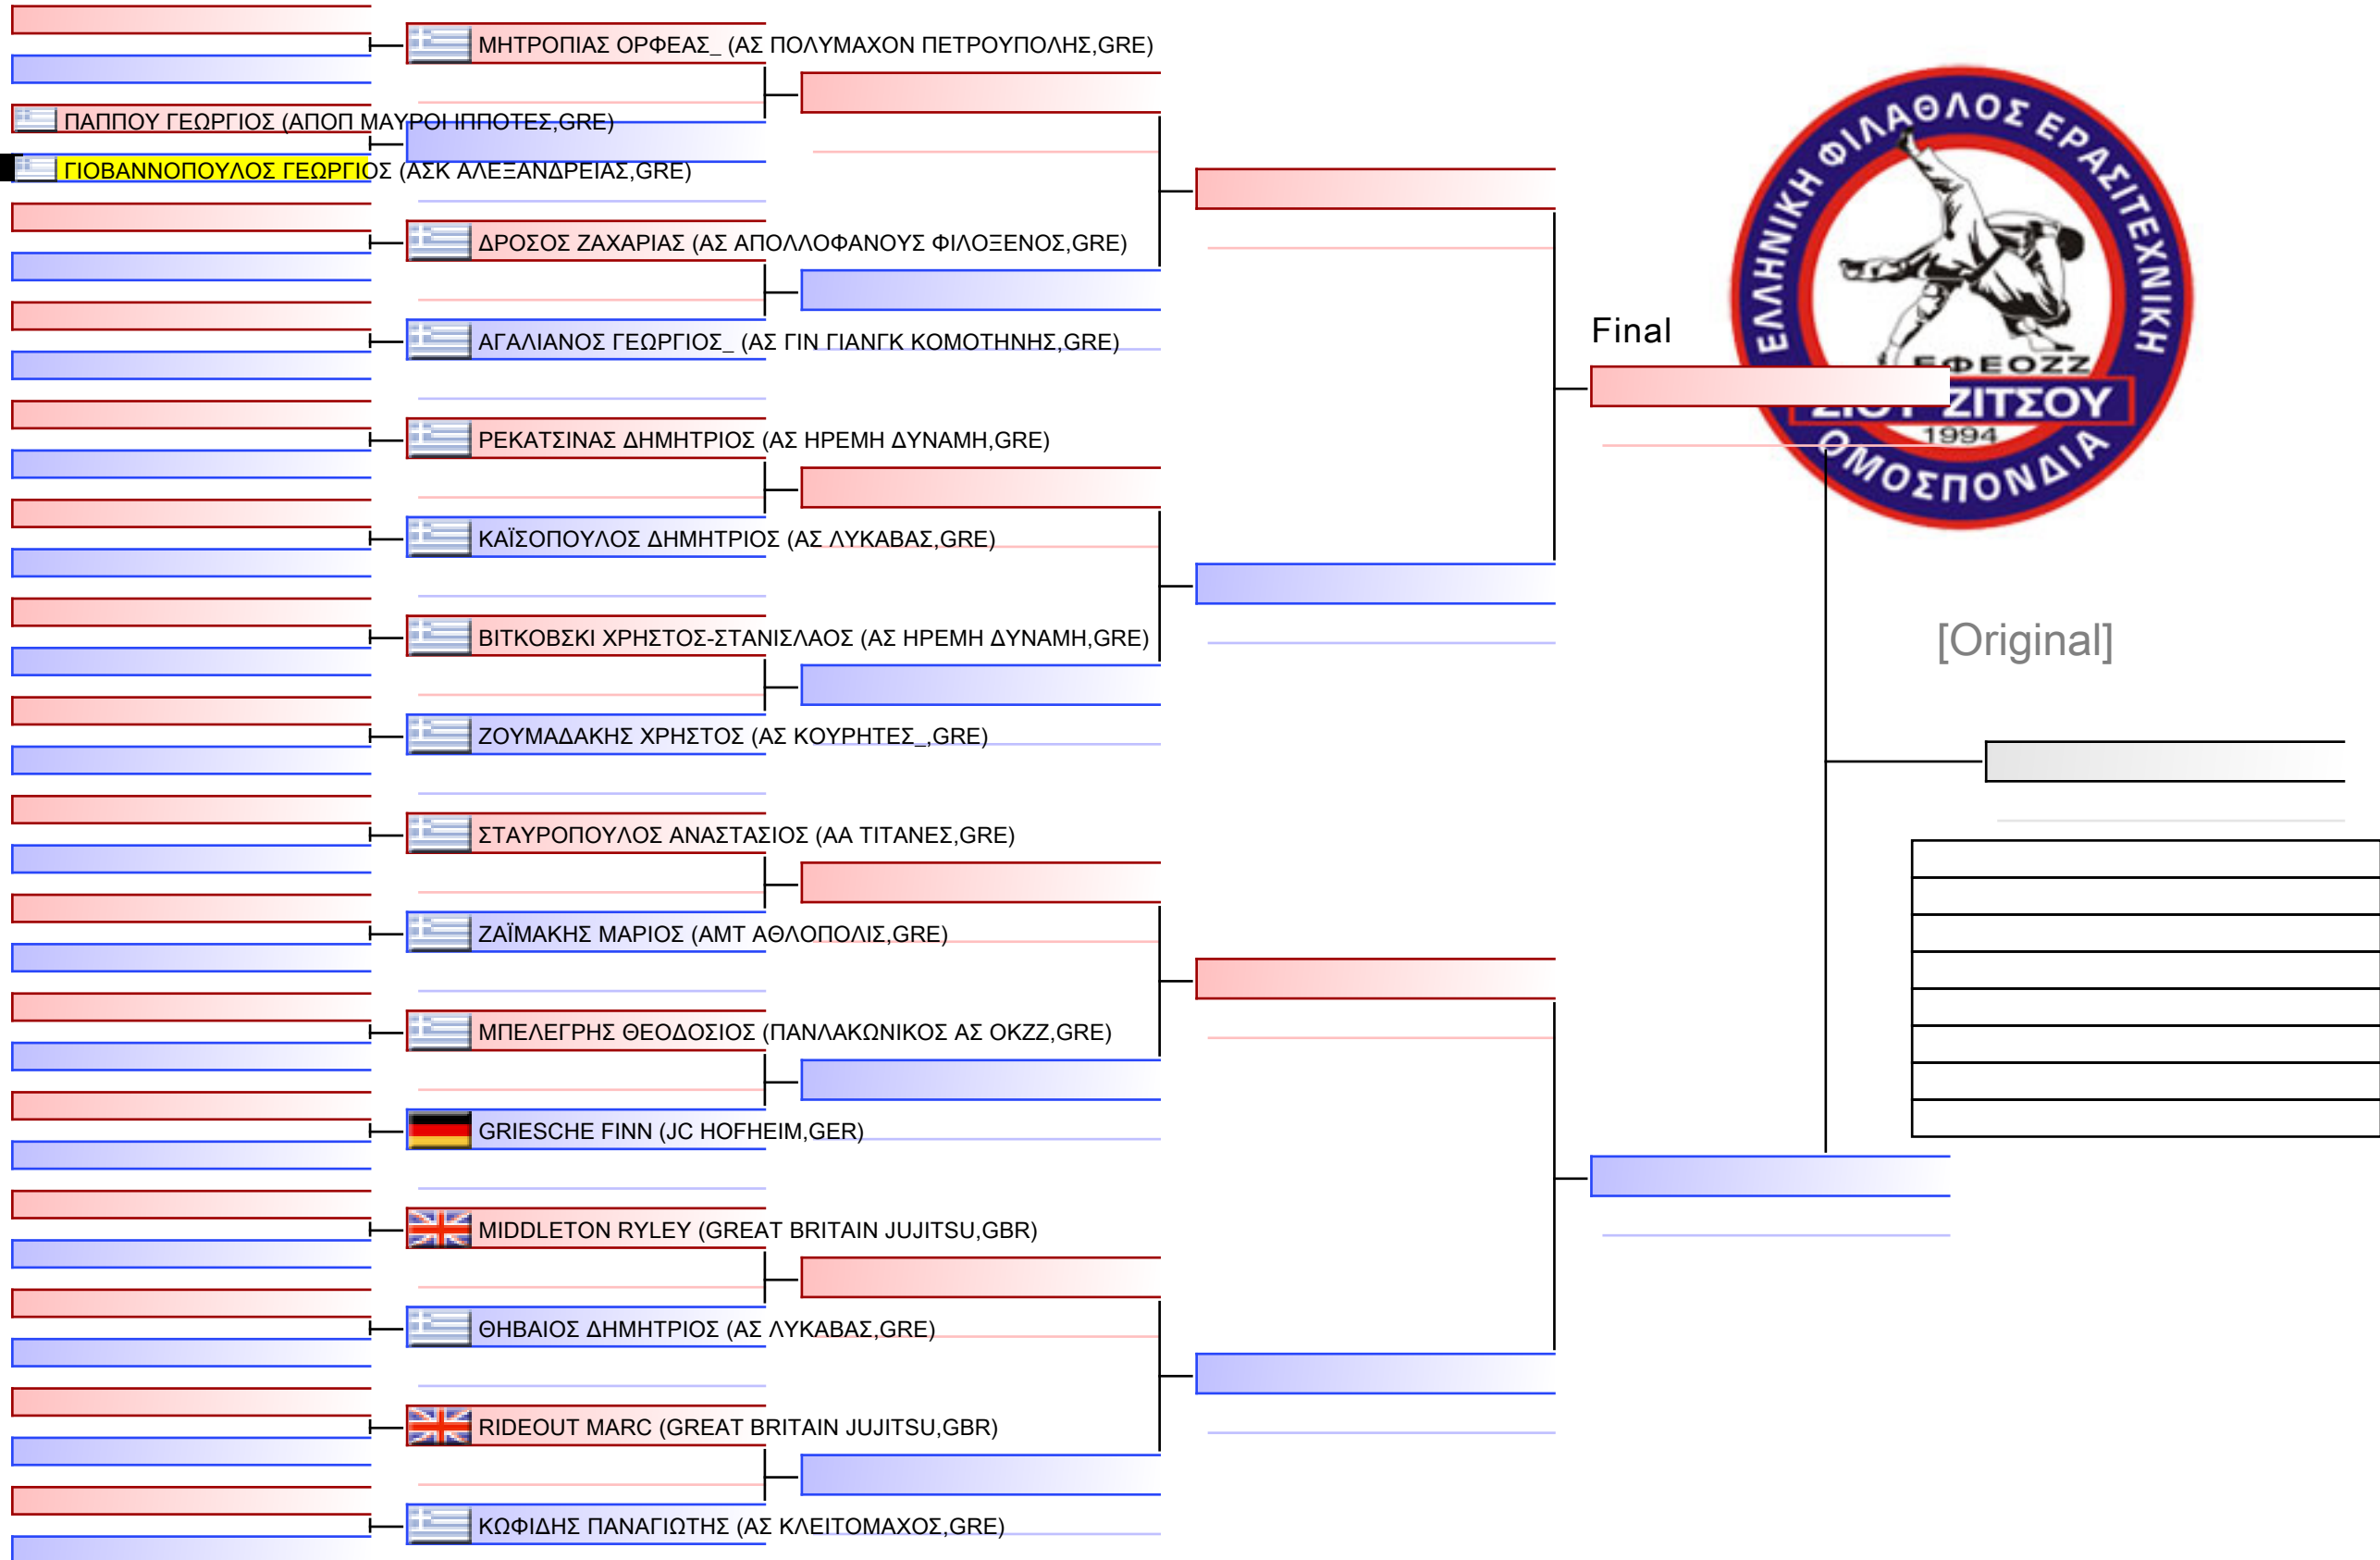 ΜΗΤΡΟΠΙΑΣ ΟΡΦΕΑΣ_ (ΑΣ ΠΟΛΥΜΑΧΟΝ ΠΕΤΡΟΥΠΟΛΗΣ,GRE)
ΠΑΠΠΟΥ ΓΕΩΡΓΙΟΣ (ΑΠΟΠ ΜΑΥΡΟΙ ΙΠΠΟΤΕΣ,GRE)
ΓΙΟΒΑΝΝΟΠΟΥΛΟΣ ΓΕΩΡΓΙΟΣ (ΑΣΚ ΑΛΕΞΑΝΔΡΕΙΑΣ,GRE)
ΔΡΟΣΟΣ ΖΑΧΑΡΙΑΣ (ΑΣ ΑΠΟΛΛΟΦΑΝΟΥΣ ΦΙΛΟΞΕΝΟΣ,GRE)
ΑΓΑΛΙΑΝΟΣ ΓΕΩΡΓΙΟΣ_ (ΑΣ ΓΙΝ ΓΙΑΝΓΚ ΚΟΜΟΤΗΝΗΣ,GRE)
ΡΕΚΑΤΣΙΝΑΣ ΔΗΜΗΤΡΙΟΣ (ΑΣ ΗΡΕΜΗ ΔΥΝΑΜΗ,GRE)
ΚΑΪΣΟΠΟΥΛΟΣ ΔΗΜΗΤΡΙΟΣ (ΑΣ ΛΥΚΑΒΑΣ,GRE)
ΒΙΤΚΟΒΣΚΙ ΧΡΗΣΤΟΣ-ΣΤΑΝΙΣΛΑΟΣ (ΑΣ ΗΡΕΜΗ ΔΥΝΑΜΗ,GRE)
ΖΟΥΜΑΔΑΚΗΣ ΧΡΗΣΤΟΣ (ΑΣ ΚΟΥΡΗΤΕΣ_,GRE)
ΣΤΑΥΡΟΠΟΥΛΟΣ ΑΝΑΣΤΑΣΙΟΣ (ΑΑ ΤΙΤΑΝΕΣ,GRE)
ΖΑΪΜΑΚΗΣ ΜΑΡΙΟΣ (ΑΜΤ ΑΘΛΟΠΟΛΙΣ,GRE)
ΜΠΕΛΕΓΡΗΣ ΘΕΟΔΟΣΙΟΣ (ΠΑΝΛΑΚΩΝΙΚΟΣ ΑΣ ΟΚΖΖ,GRE)
GRIESCHE FINN (JC HOFHEIM,GER)
MIDDLETON RYLEY (GREAT BRITAIN JUJITSU,GBR)
ΘΗΒΑΙΟΣ ΔΗΜΗΤΡΙΟΣ (ΑΣ ΛΥΚΑΒΑΣ,GRE)
RIDEOUT MARC (GREAT BRITAIN JUJITSU,GBR)
ΚΩΦΙΔΗΣ ΠΑΝΑΓΙΩΤΗΣ (ΑΣ ΚΛΕΙΤΟΜΑΧΟΣ,GRE)
Final
ΕΛΛΗΝΙΚΗ ΦΙΛΑΘΛΟΣ ΕΡΑΣΙΤΕΧΝΙΚΗ
ΕΦΕΟΖΖ
ΖΙΤΣΟΥ
1994
ΟΜΟΣΠΟΝΔΙΑ
[Original]